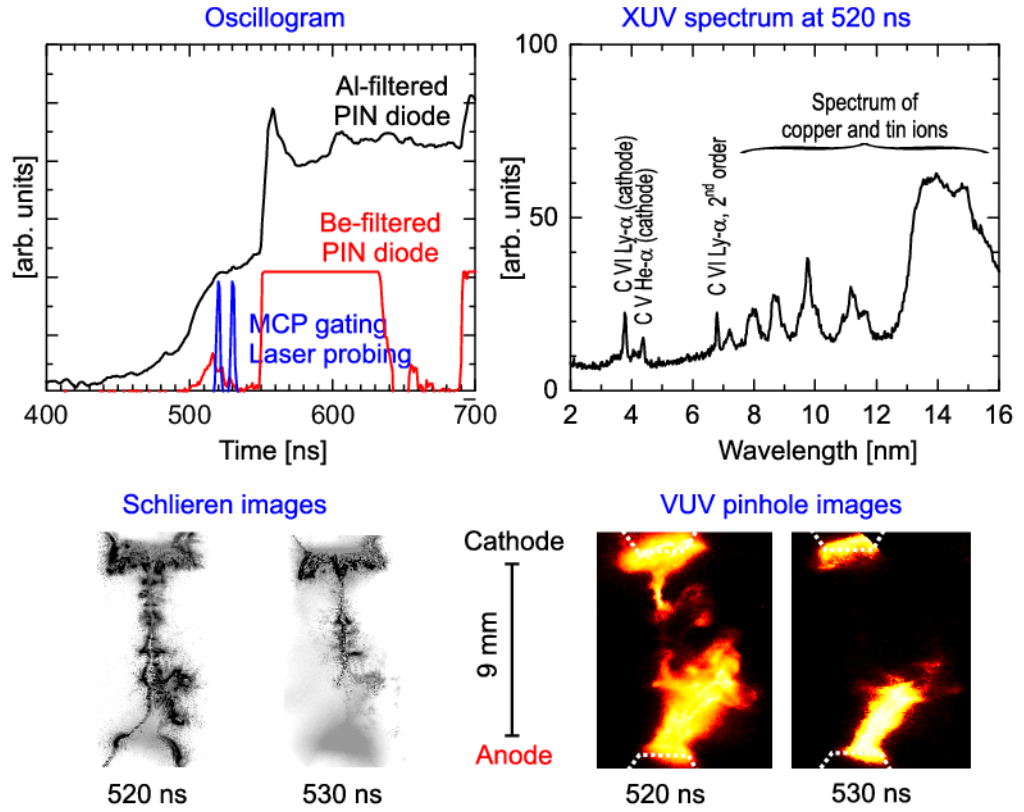 Oscillogram
XUV spectrum at 520 ns
[arb. units]
Al-filtered
PIN diode
Be-filtered
PIN diode
MCP gating
Laser probing
400
500
600
700
Time [ns]
[arb. units]
100
50
0
C VI Ly-α (cathode)
C V He-α (cathode)
C VI Ly-α, 2nd order
Spectrum of
copper and tin ions
2
4
6
8
10
12
14
16
Wavelength [nm]
Schlieren images
VUV pinhole images
Cathode
9 mm
Anode
520 ns
530 ns
520 ns
530 ns